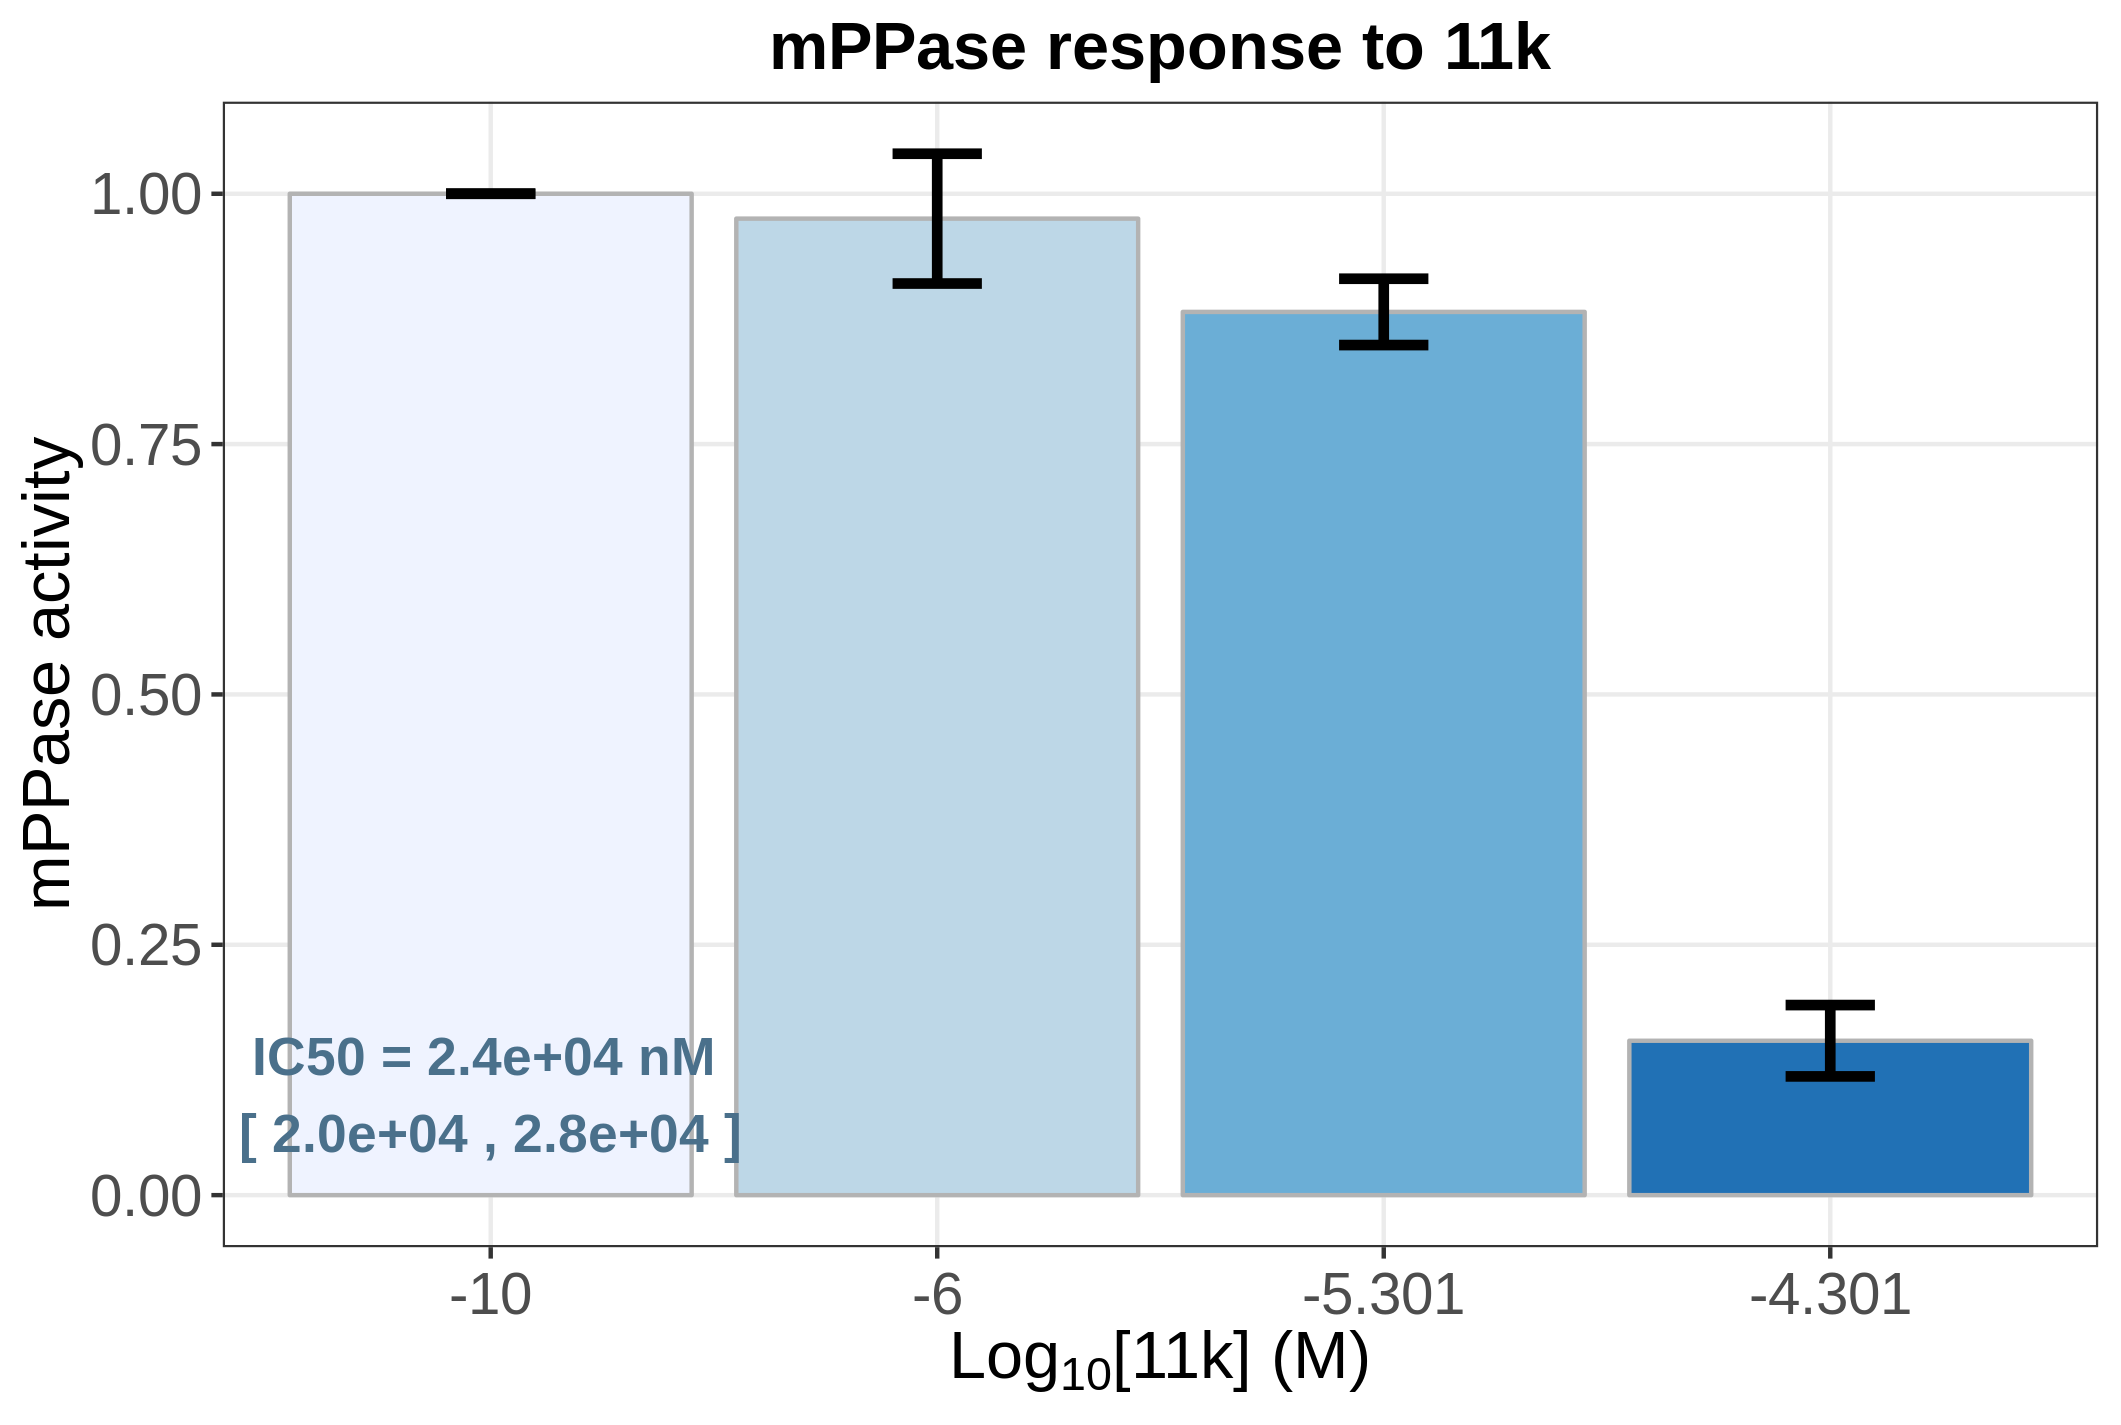 mPPase response to 11k
mPPase activity
1.00
0.75
0.50
0.25
0.00
IC50 = 2.4e+04 nM
[ 2.0e+04 , 2.8e+04 ]
-10
-6
-5.301
-4.301
Log10[11k] (M)